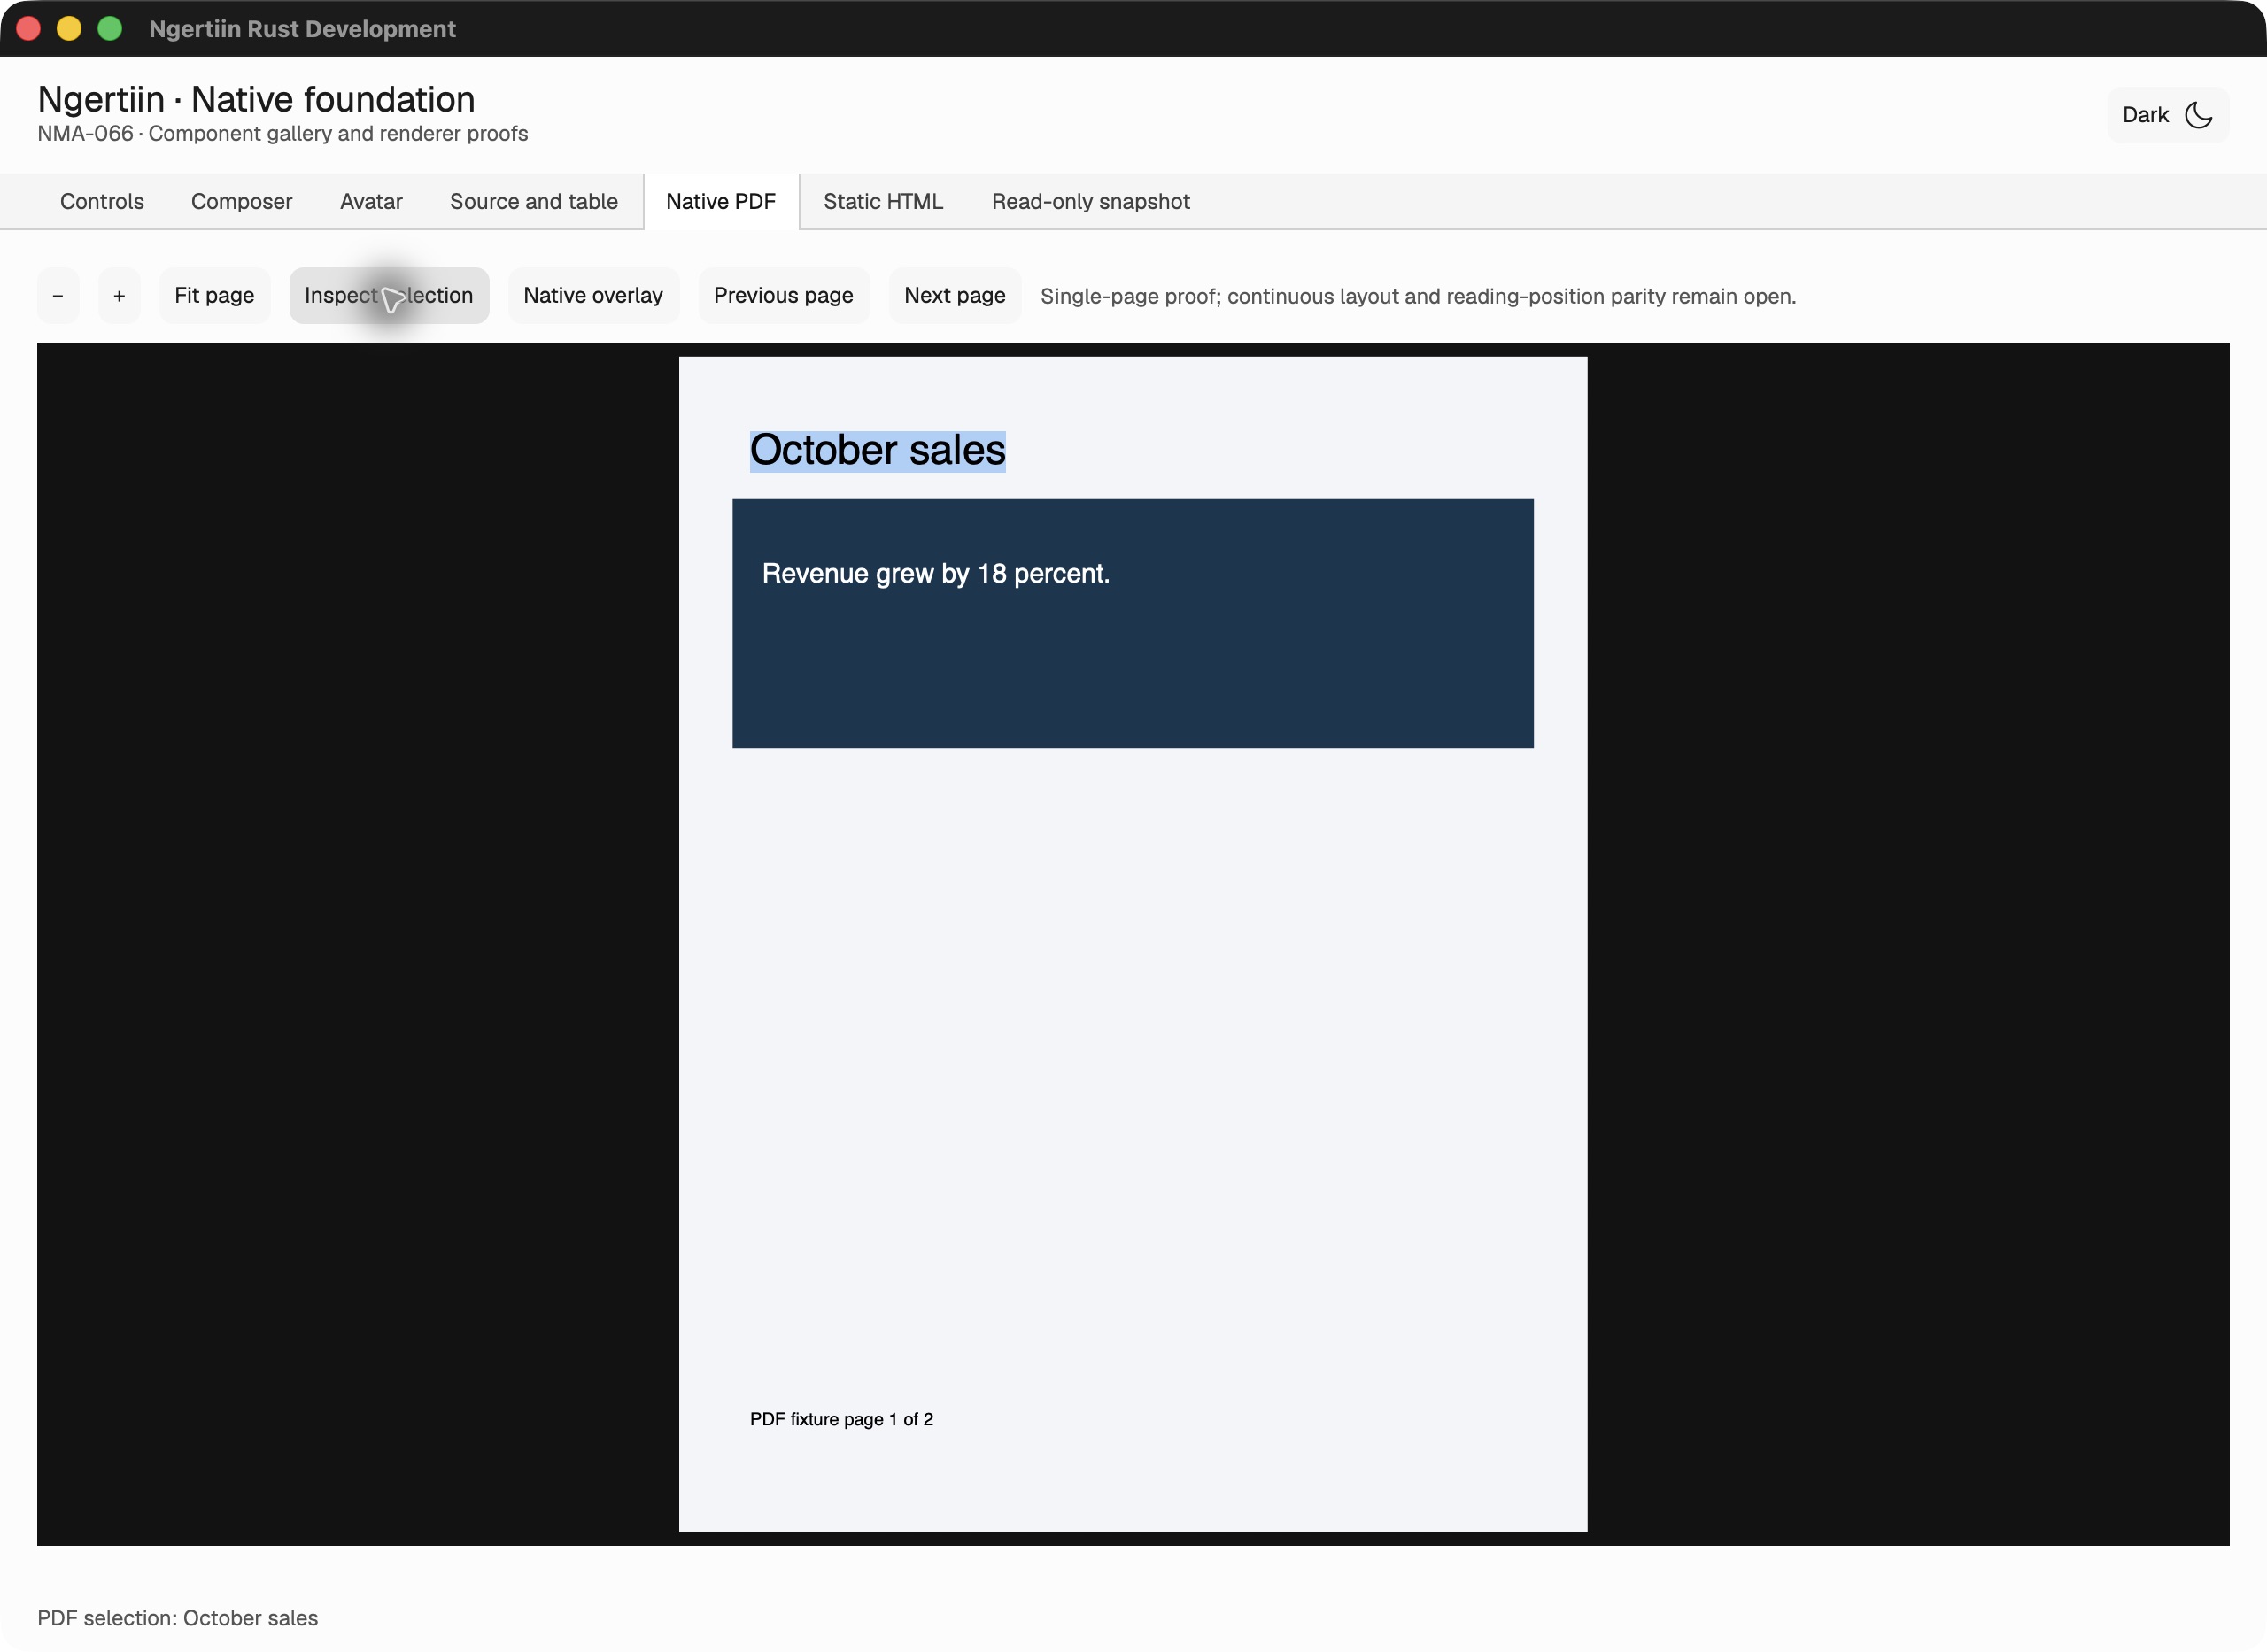 Ngertiin Rust Development
Ngertiin · Native foundation
NMA-066 · Component gallery and renderer proofs
Dark
Controls Composer Avatar Source and table Native PDF Static HTML Read-only snapshot
− + Fit page Inspect Native overlay Previous page Next page Single-page proof; continuous layout and reading-position parity remain open.
October sales
Revenue grew by 18 percent.
PDF fixture page 1 of 2
PDF selection: October sales